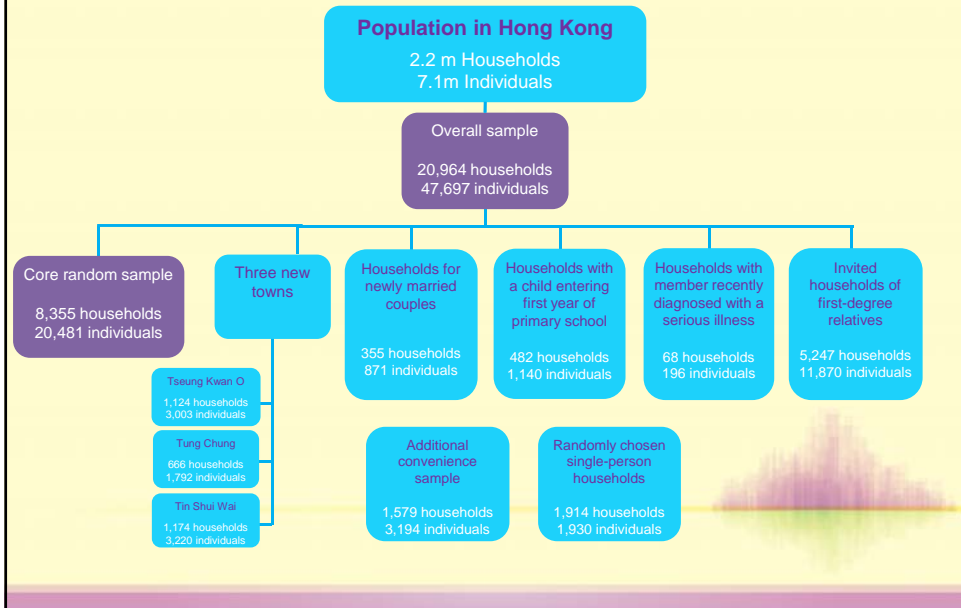 Population in Hong Kong
2.2 m Households
7.1m Individuals
Overall sample
20,964 households
47,697 individuals
Core random sample
8,355 households
20,481 individuals
Three new
towns
Households for
newly married
couples
355 households
871 individuals
Households with
a child entering
first year of
primary school
482 households
1,140 individuals
Households with
member recently
diagnosed with a
serious illness
68 households
196 individuals
Invited
households of
first-degree
relatives
5,247 households
11,870 individuals
Tseung Kwan O
1,124 households
3,003 individuals
Tung Chung
666 households
1,792 individuals
Tin Shui Wai
1,174 households
3,220 individuals
Additional
convenience
sample
1,579 households
3,194 individuals
Randomly chosen
single-person
households
1,914 households
1,930 individuals